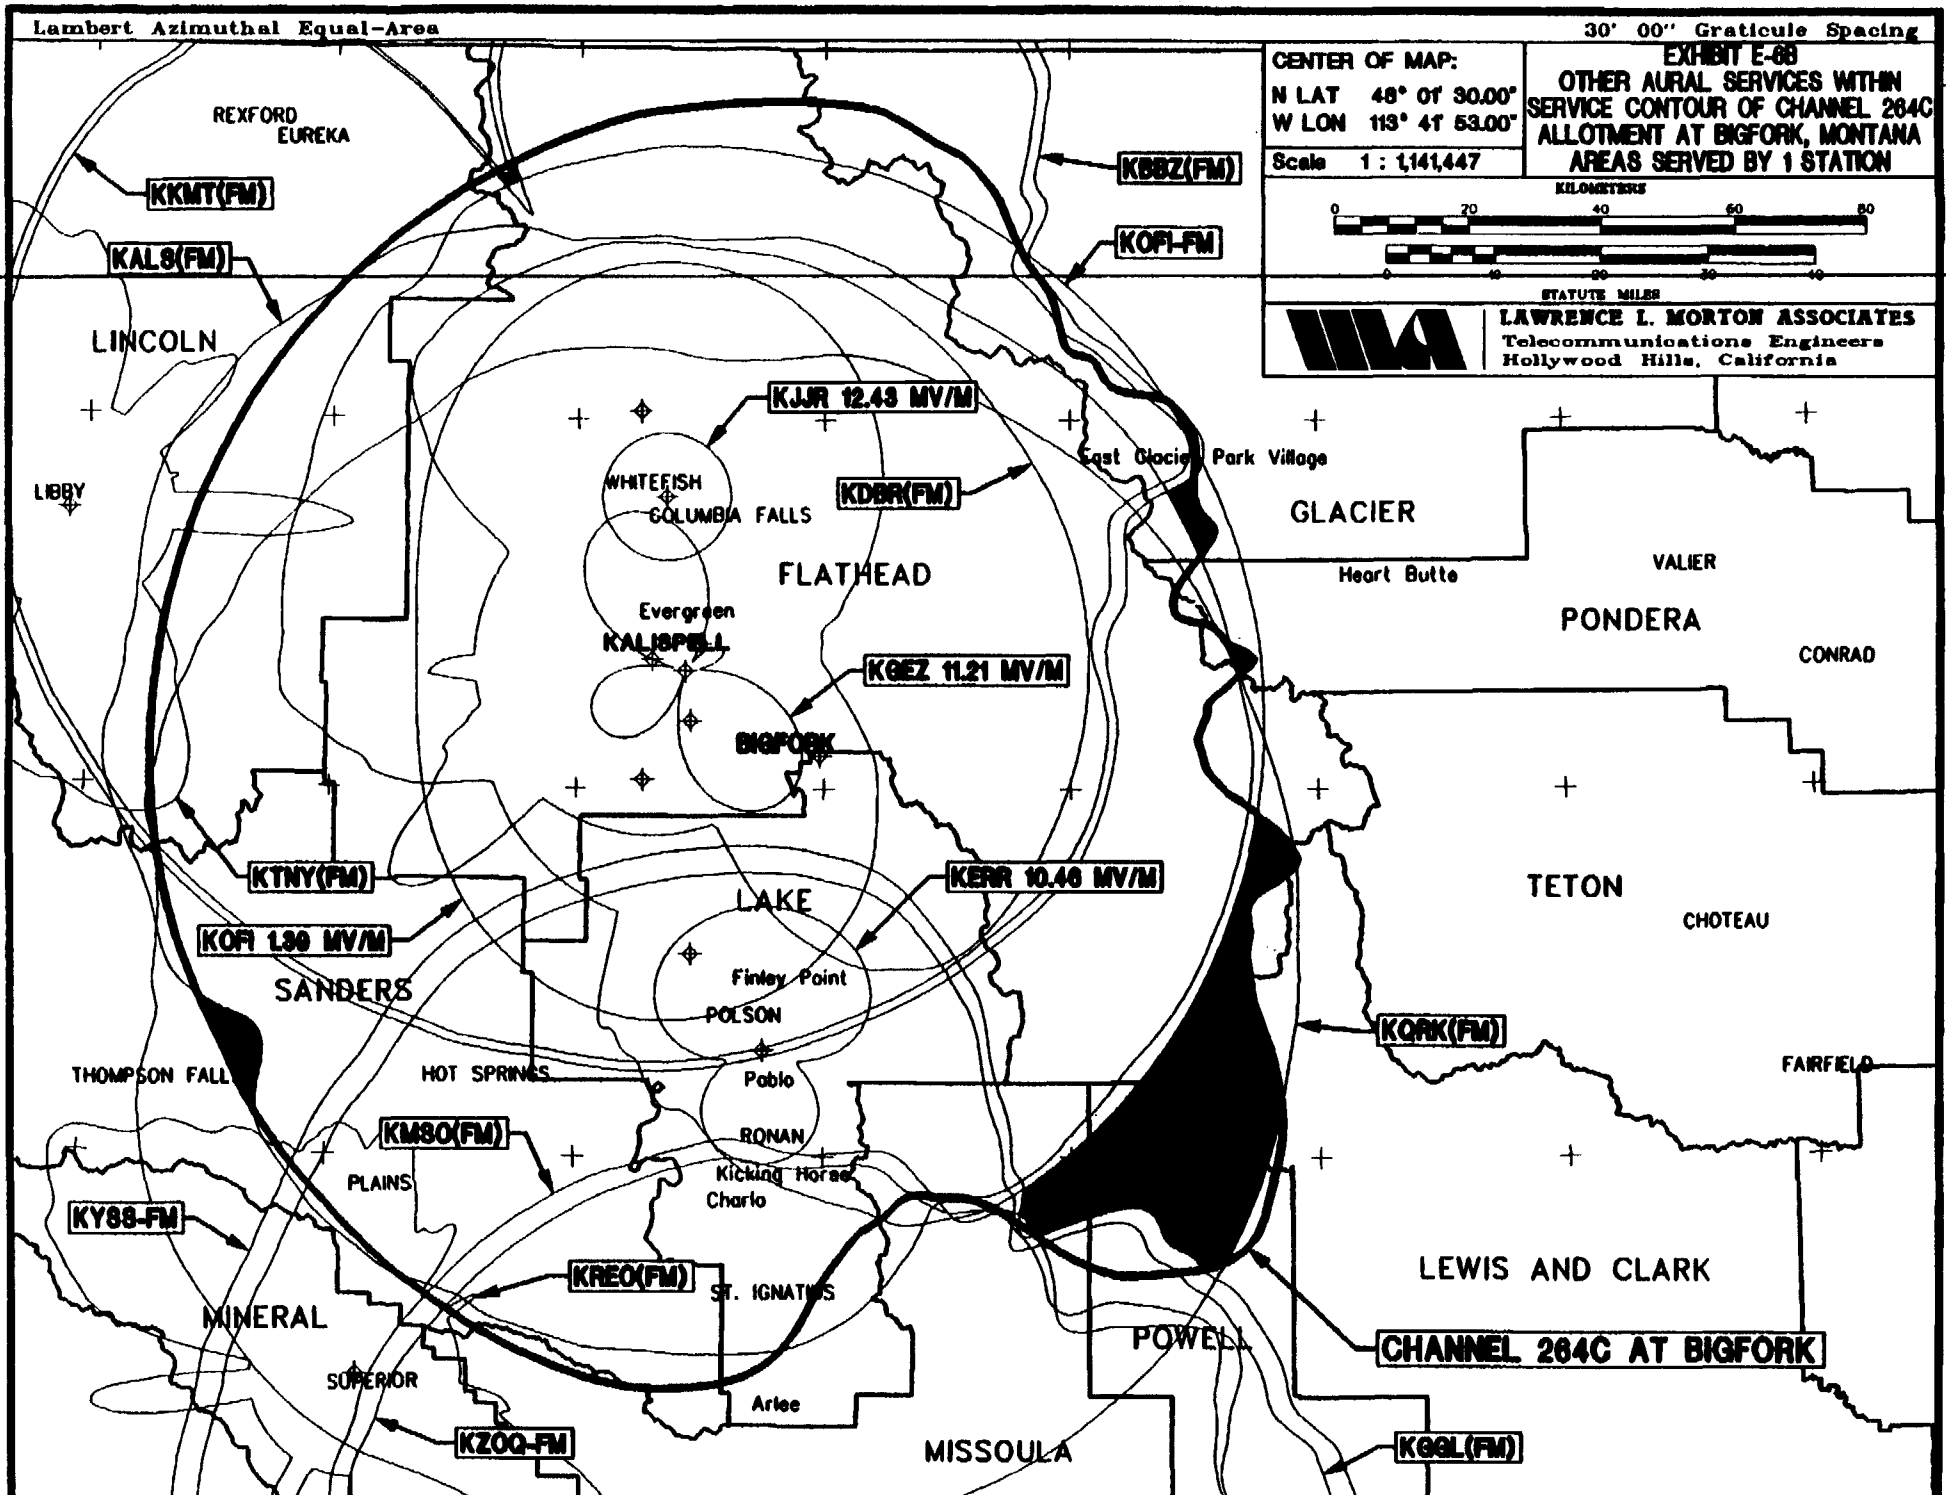 Lambert Azimuthal Equal-Area
30' 00" Graticule Spacing
CENTER OF MAP:
N LAT 48° 01' 30.00"
W LON 113° 41' 53.00"
Scale 1 : 1,141,447
EXHIBIT E-6B
OTHER AURAL SERVICES WITHIN
SERVICE CONTOUR OF CHANNEL 264C
ALLOTMENT AT BIGFORK, MONTANA
AREAS SERVED BY 1 STATION
KILOMETERS
0 20 40 60 80
0 10 20 30 40
STATUTE MILES
LAWRENCE L. MORTON ASSOCIATES
Telecommunications Engineers
Hollywood Hills, California
REXFORD
EUREKA
KKMT(FM)
KBBZ(FM)
KALS(FM)
KOFI-FM
LINCOLN
KJJR 12.43 MV/M
East Glacier Park Village
LIBBY
WHITEFISH
KDBR(FM)
COLUMBIA FALLS
GLACIER
FLATHEAD
Heart Butte
VALIER
Evergreen
PONDERA
KALISPELL
KGEZ 11.21 MV/M
CONRAD
BIGFORK
KTNY(FM)
KERR 10.46 MV/M
LAKE
TETON
CHOTEAU
KOFI 1.39 MV/M
Finley Point
SANDERS
POLSON
KQRK(FM)
FAIRFIELD
THOMPSON FALL
HOT SPRINGS
Pablo
KMSO(FM)
RONAN
PLAINS
Kicking Horse
Charlo
KYSS-FM
KREO(FM)
ST. IGNATIUS
LEWIS AND CLARK
MINERAL
POWELL
CHANNEL 264C AT BIGFORK
SUPERIOR
Arlee
KZOQ-FM
MISSOULA
KGGL(FM)